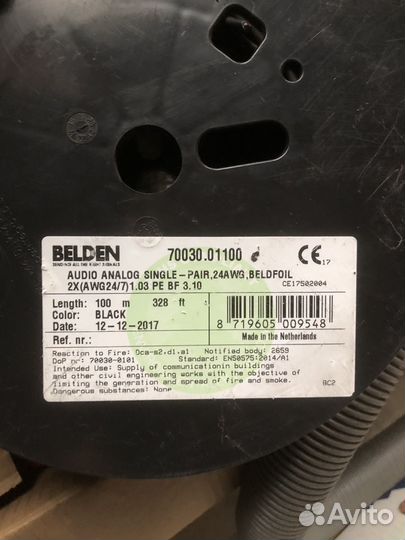 BELDEN
SENDING ALL THE RIGHT SIGNALS
70030.01100
CE 17
AUDIO ANALOG SINGLE-PAIR,24AWG,BELDFOIL
2X(AWG24/7)1.03 PE BF 3.10
CE17502004
Length: 100 m 328 ft
Color: BLACK
Date: 12-12-2017
8 719605 009548
Ref.nr.:
Made in the Netherlands
Reaction to Fire: Dca-s2.d1.a1 Notified body: 2659
DoP nr: 70030-0101 Standard: EN50575:2014/A1
Intended Use: Supply of communicationin buildings
and other civil engineering works with the objective of
limiting the generation and spread of fire and smoke.
Dangerous substances: None
BC2
Avito